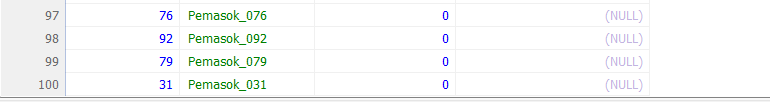 97 76 Pemasok_076 0 (NULL)
98 92 Pemasok_092 0 (NULL)
99 79 Pemasok_079 0 (NULL)
100 31 Pemasok_031 0 (NULL)